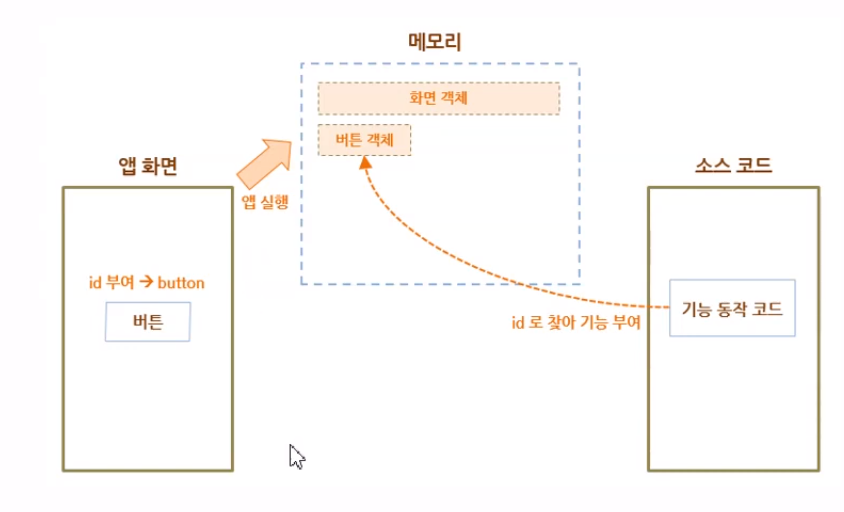 메모리
화면 객체
버튼 객체
앱 화면
앱 실행
id 부여 → button
버튼
소스 코드
기능 동작 코드
id 로 찾아 기능 부여